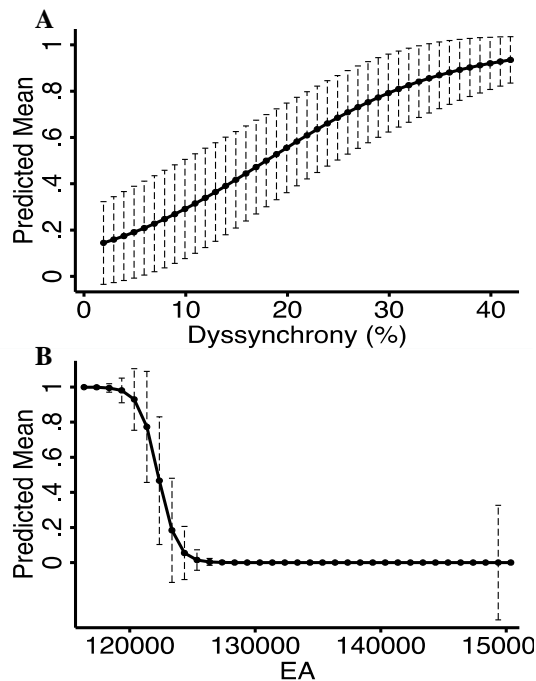 A
Predicted Mean
1
.8
.6
.4
.2
0
0 10 20 30 40
Dyssynchrony (%)
B
Predicted Mean
1
.8
.6
.4
.2
0
120000 130000 140000 15000
EA